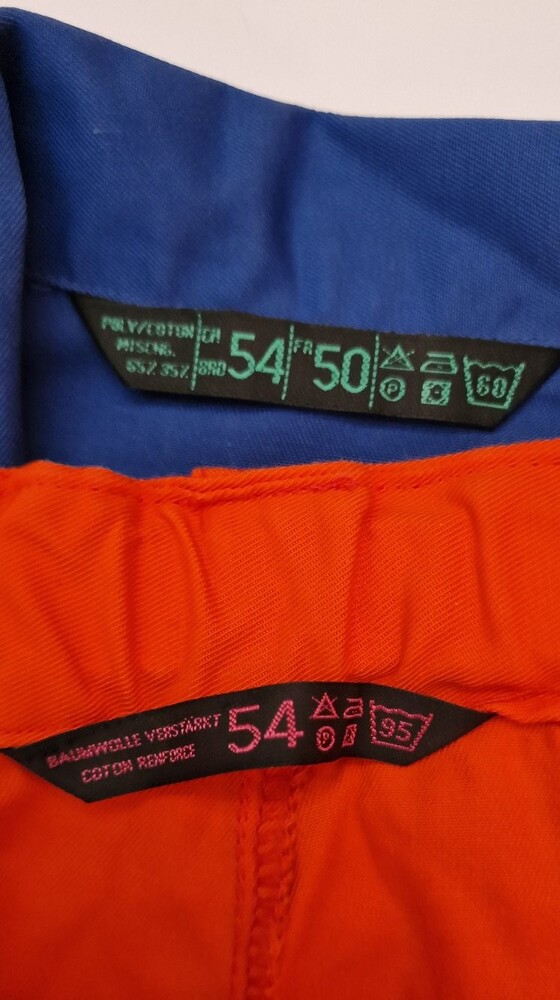 POLY/COTON
MISCHG.
65% 35%
CH
BRD
54
FR
50
P
60
BAUMWOLLE VERSTÄRKT
COTON RENFORCE
54
P
95